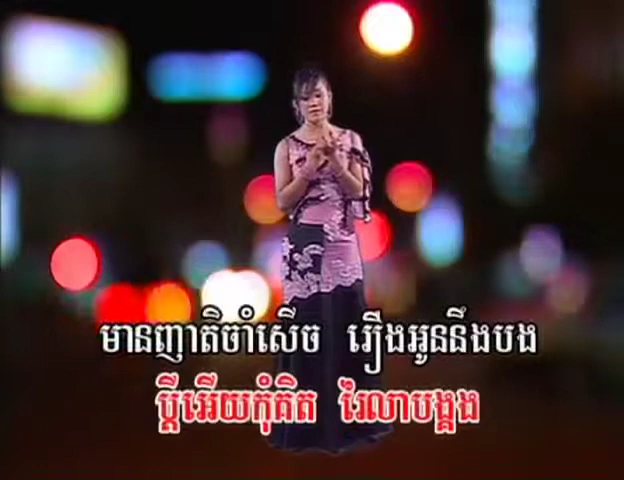 មានញាតិចាំសើច រឿងអូននឹងបង
ប្ដីអើយកុំគិត រៃលាបង្គង